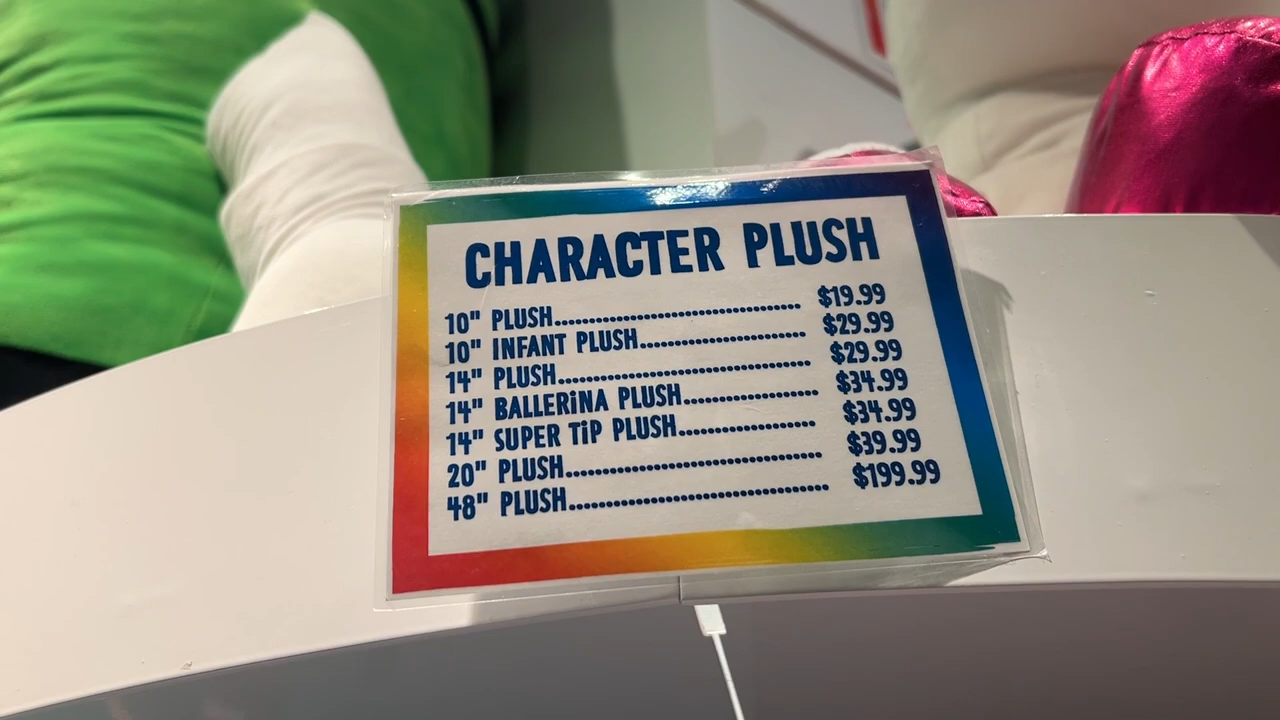 CHARACTER PLUSH
10" PLUSH........................................ $19.99
10" INFANT PLUSH........................... $29.99
14" PLUSH......................................... $29.99
14" BALLERiNA PLUSH..................... $34.99
14" SUPER TiP PLUSH...................... $34.99
20" PLUSH......................................... $39.99
48" PLUSH......................................... $199.99